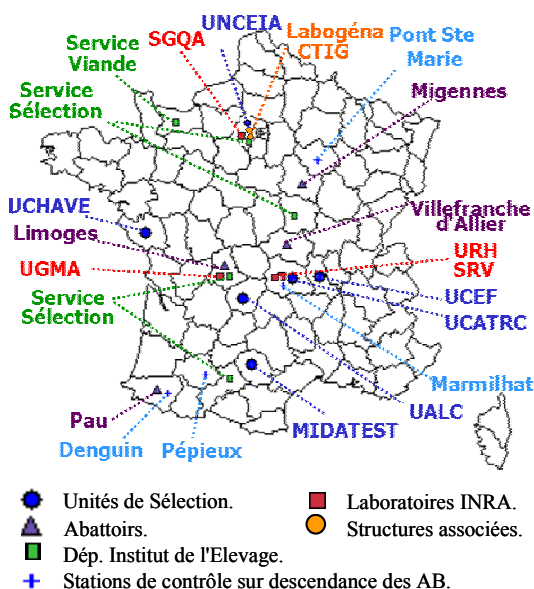 UNCEIA
Service
Viande
SGQA
Labogéna
CTIG
Pont Ste
Marie
Service
Sélection
Migennes
UCHAVE
Limoges
Villefranche
d'Allier
UGMA
URH
SRV
Service
Sélection
UCEF
UCATRC
Marmilhat
Pau
UALC
MIDATEST
Denguin
Pépieux
Unités de Sélection.
Laboratoires INRA.
Abattoirs.
Structures associées.
Dép. Institut de l'Elevage.
Stations de contrôle sur descendance des AB.